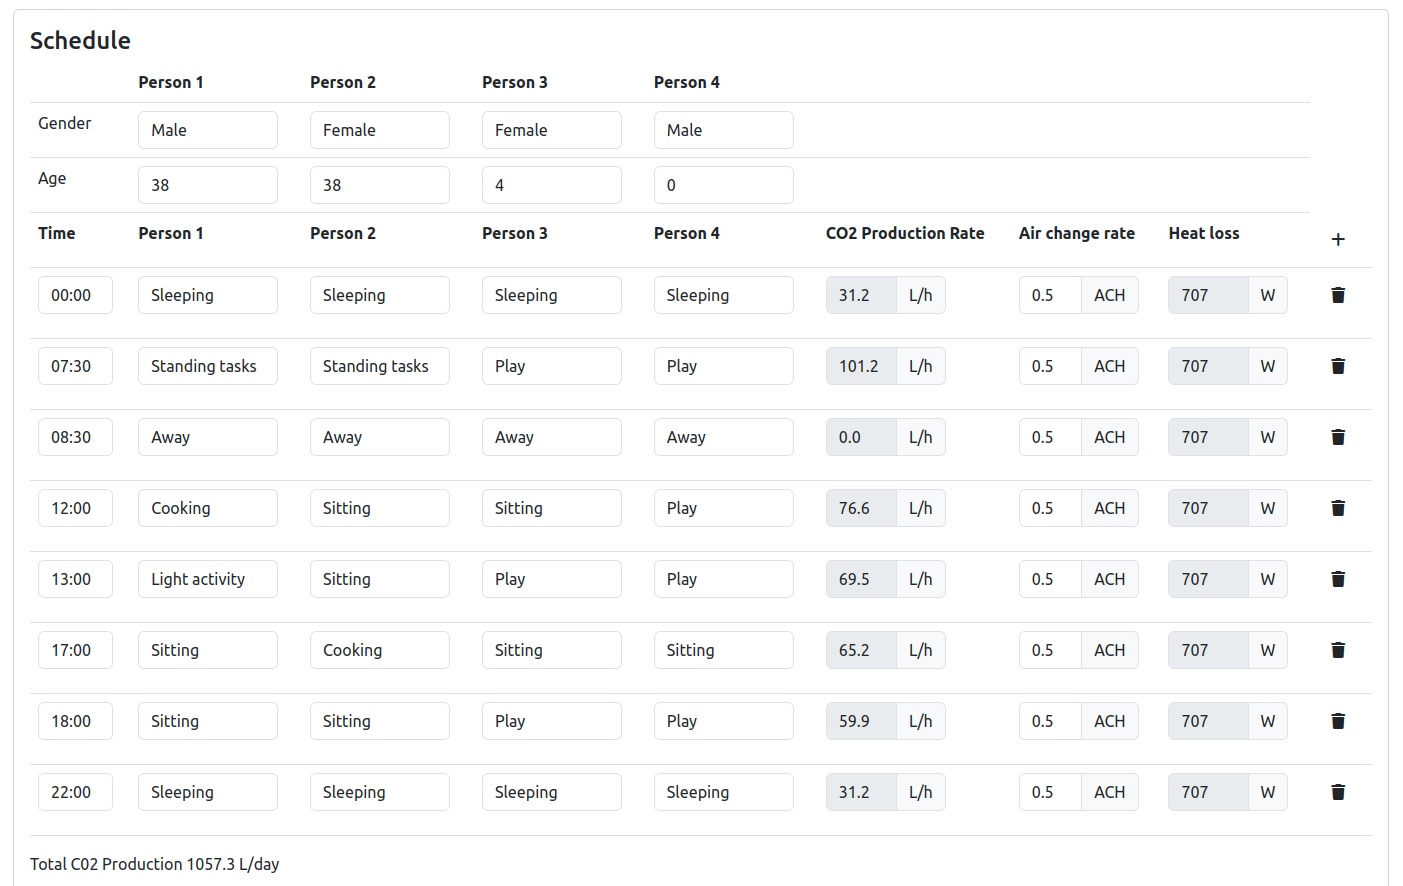 Schedule
Person 1 Person 2 Person 3 Person 4
Gender Male Female Female Male
Age 38 38 4 0
Time Person 1 Person 2 Person 3 Person 4 CO2 Production Rate Air change rate Heat loss +
00:00 Sleeping Sleeping Sleeping Sleeping 31.2 L/h 0.5 ACH 707 W
07:30 Standing tasks Standing tasks Play Play 101.2 L/h 0.5 ACH 707 W
08:30 Away Away Away Away 0.0 L/h 0.5 ACH 707 W
12:00 Cooking Sitting Sitting Play 76.6 L/h 0.5 ACH 707 W
13:00 Light activity Sitting Play Play 69.5 L/h 0.5 ACH 707 W
17:00 Sitting Cooking Sitting Sitting 65.2 L/h 0.5 ACH 707 W
18:00 Sitting Sitting Play Play 59.9 L/h 0.5 ACH 707 W
22:00 Sleeping Sleeping Sleeping Sleeping 31.2 L/h 0.5 ACH 707 W
Total C02 Production 1057.3 L/day